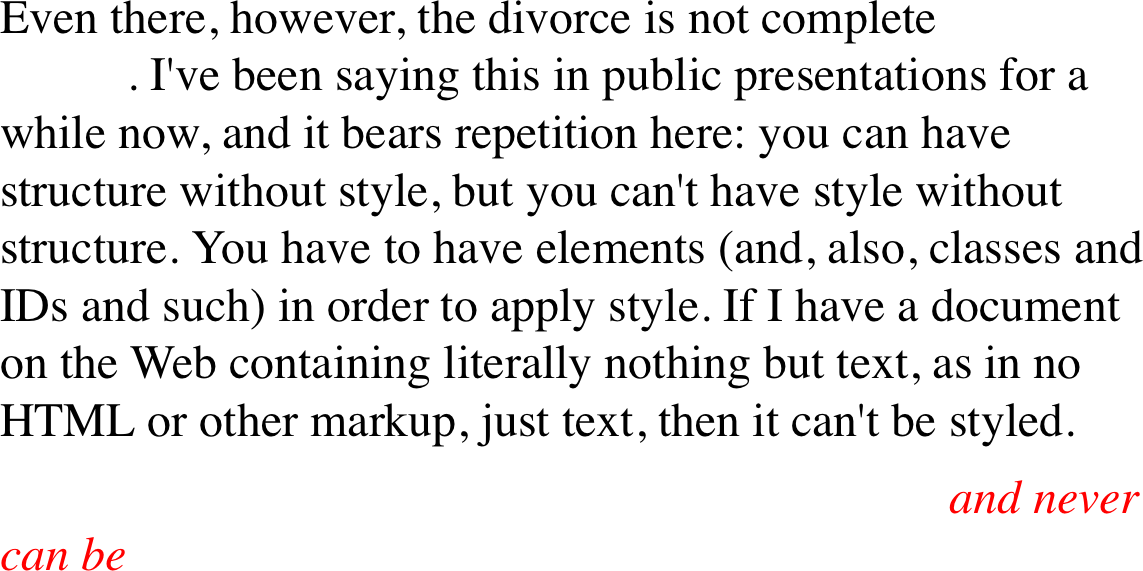 Even there, however, the divorce is not complete
. I've been saying this in public presentations for a
while now, and it bears repetition here: you can have
structure without style, but you can't have style without
structure. You have to have elements (and, also, classes and
IDs and such) in order to apply style. If I have a document
on the Web containing literally nothing but text, as in no
HTML or other markup, just text, then it can't be styled.
and never
can be